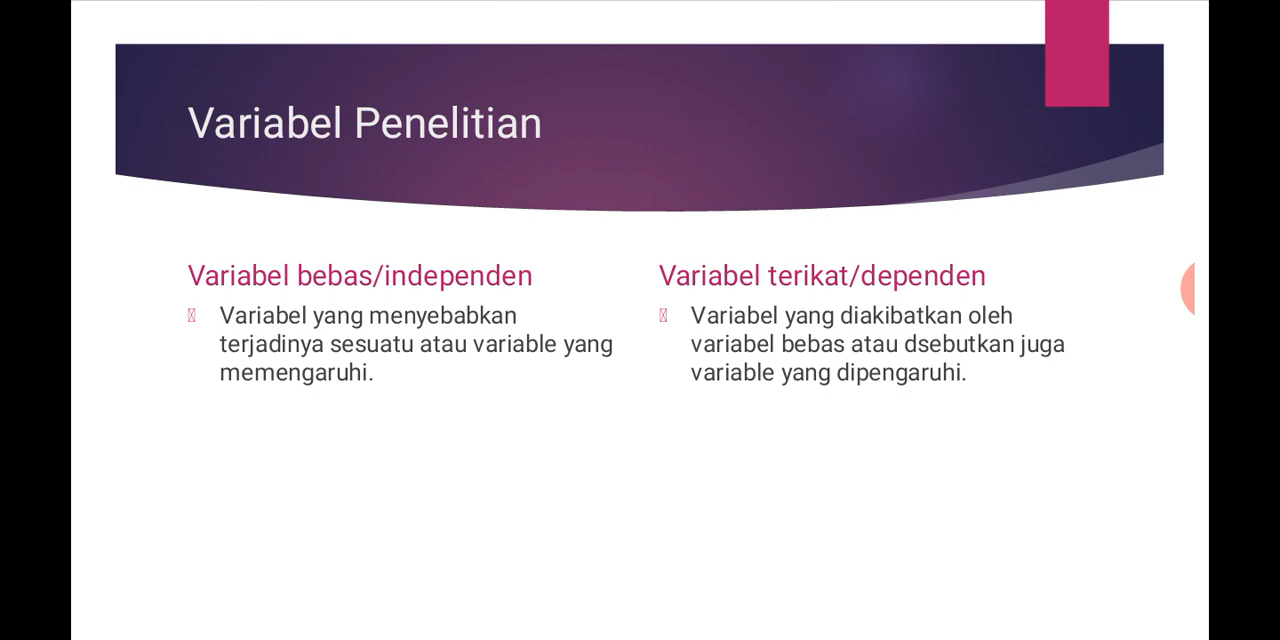 Variabel Penelitian
Variabel bebas/independen
Variabel yang menyebabkan
terjadinya sesuatu atau variable yang
memengaruhi.
Variabel terikat/dependen
Variabel yang diakibatkan oleh
variabel bebas atau dsebutkan juga
variable yang dipengaruhi.